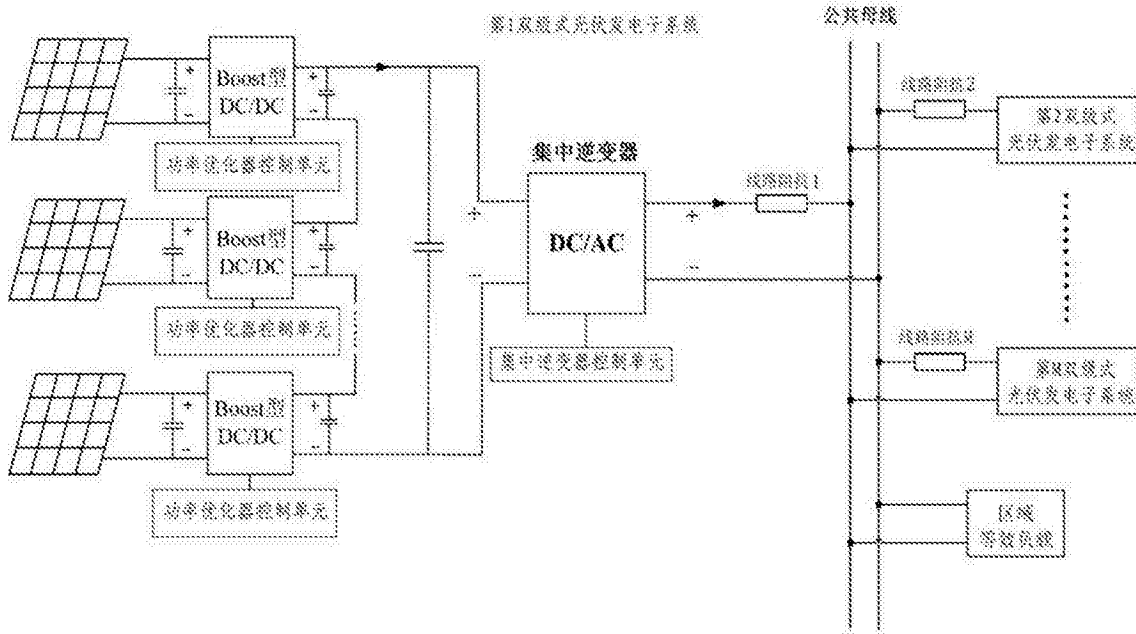 第1双段式光伏发电子系统
公共母线
Boost型
DC/DC
功率优化器控制单元
Boost型
DC/DC
功率优化器控制单元
Boost型
DC/DC
功率优化器控制单元
集中逆变器
DC/AC
集中逆变器控制单元
线路阻抗1
线路阻抗2
第2双段式
光伏发电子系统
线路阻抗M
第M双级式
光伏发电子系统
区域
等效负载